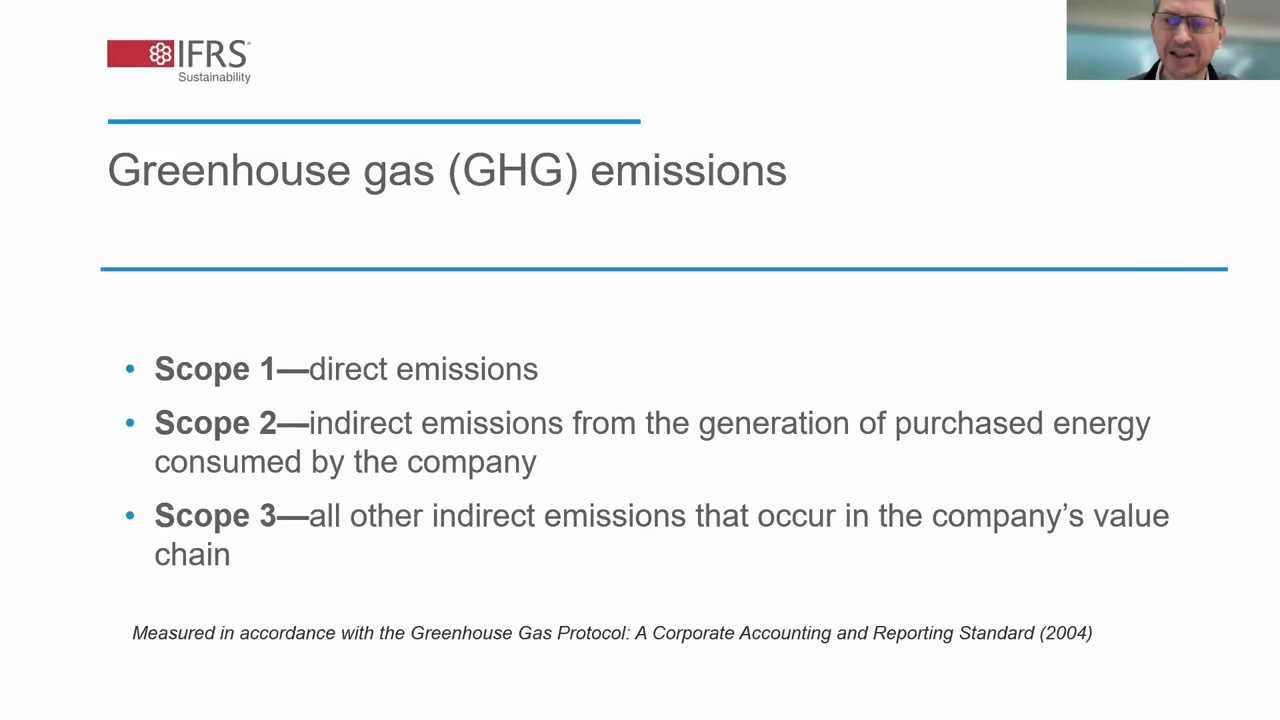 IFRS
Sustainability
Greenhouse gas (GHG) emissions
• Scope 1—direct emissions
• Scope 2—indirect emissions from the generation of purchased energy
consumed by the company
• Scope 3—all other indirect emissions that occur in the company’s value
chain
Measured in accordance with the Greenhouse Gas Protocol: A Corporate Accounting and Reporting Standard (2004)